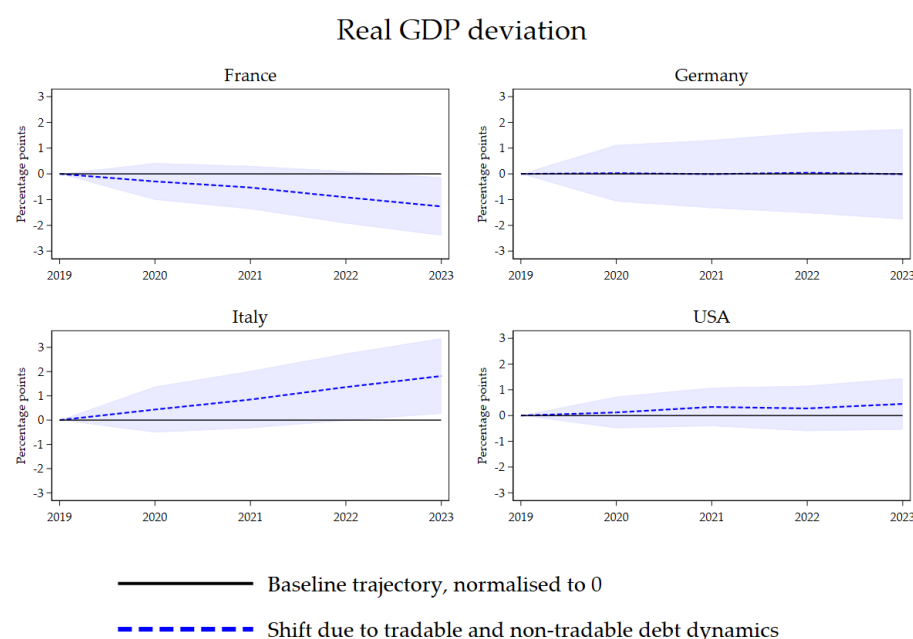 Real GDP deviation
France
Percentage points
3
2
1
0
-1
-2
-3
2019 2020 2021 2022 2023
Germany
Percentage points
3
2
1
0
-1
-2
-3
2019 2020 2021 2022 2023
Italy
Percentage points
3
2
1
0
-1
-2
-3
2019 2020 2021 2022 2023
USA
Percentage points
3
2
1
0
-1
-2
-3
2019 2020 2021 2022 2023
Baseline trajectory, normalised to 0
Shift due to tradable and non-tradable debt dynamics